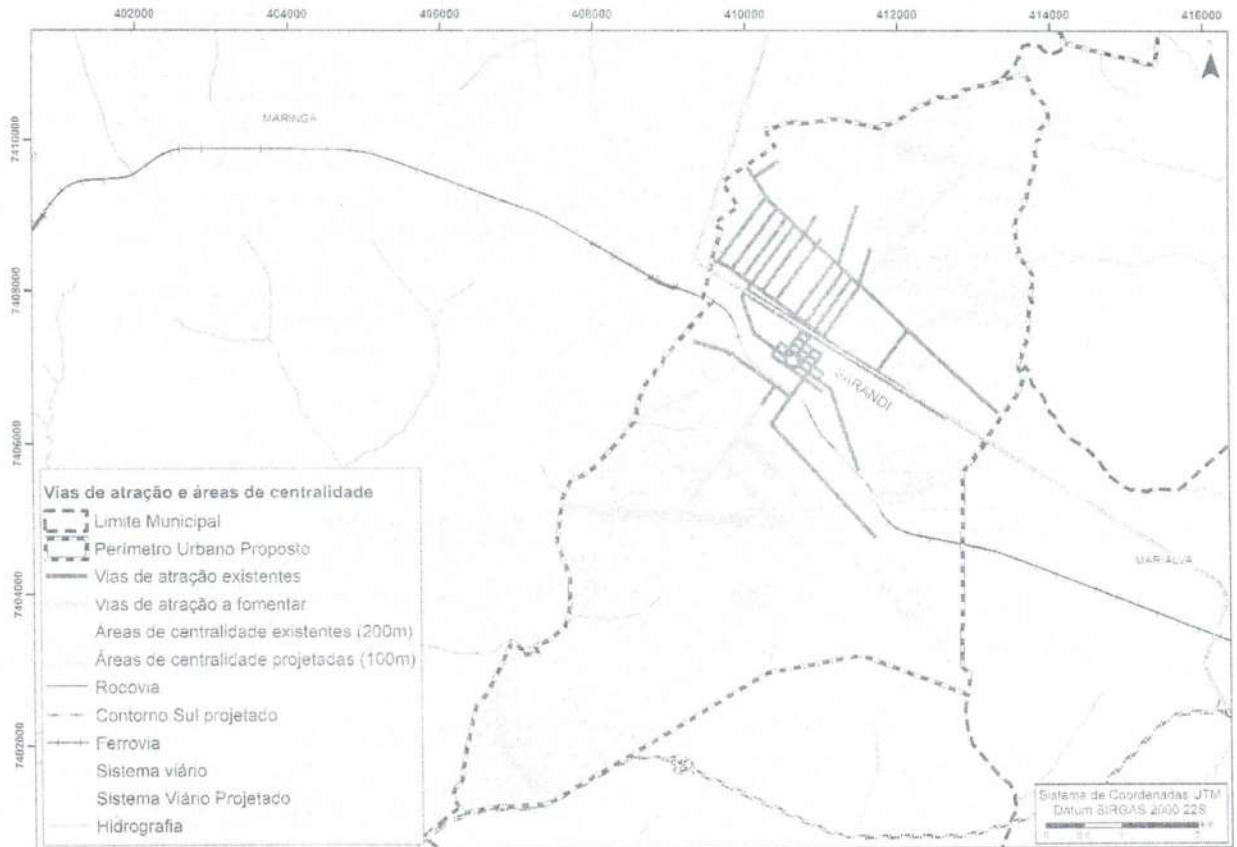 402000 404000 406000 408000 410000 412000 414000 416000
7410000
7408000
7406000
7404000
7402000
MARINGÁ
SARANDI
MARIALVA
Vias de atração e áreas de centralidade
Limite Municipal
Perímetro Urbano Proposto
Vias de atração existentes
Vias de atração a fomentar
Áreas de centralidade existentes (200m)
Áreas de centralidade projetadas (100m)
Rocovia
Contorno Sul projetado
Ferrovia
Sistema viário
Sistema Viário Projetado
Hidrografia
Sistema de Coordenadas UTM
Datum SIRGAS 2000 22S